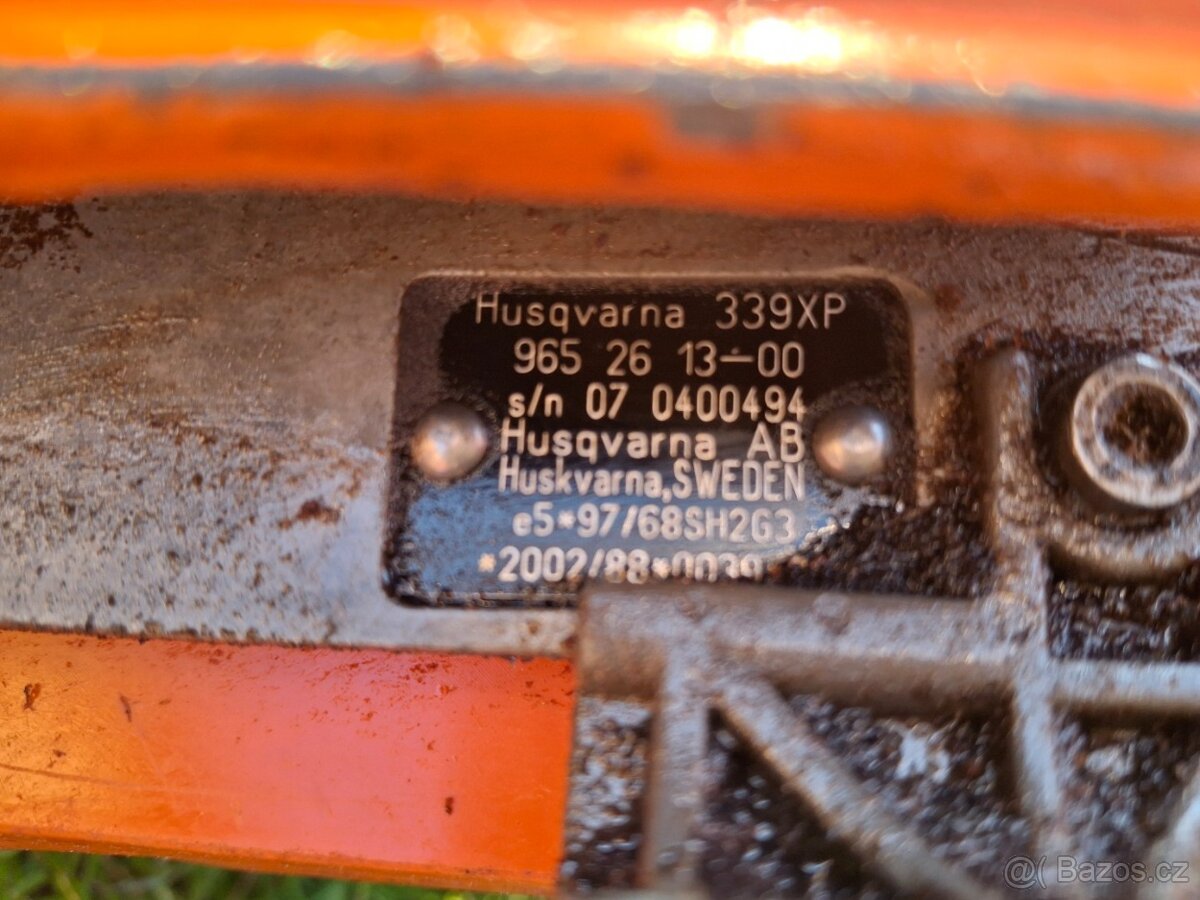 Husqvarna 339XP
965 26 13-00
s/n 07 0400494
Husqvarna AB
Huskvarna,SWEDEN
e5*97/68SH2G3
*2002/88*0039
@( Bazos.cz